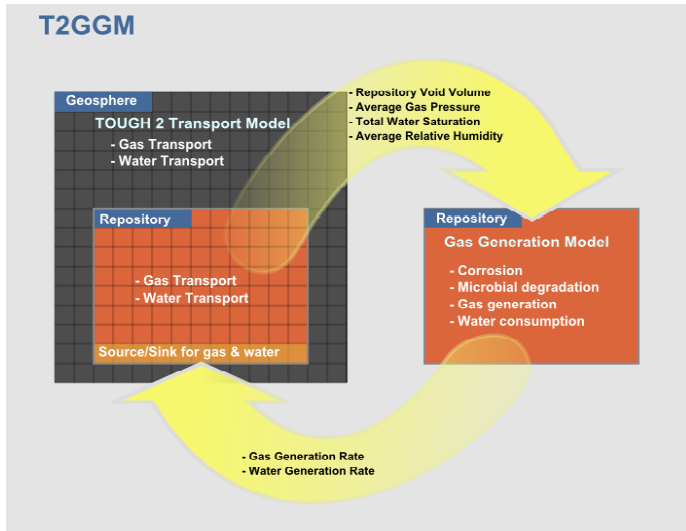 T2GGM
Geosphere
TOUGH 2 Transport Model
- Gas Transport
- Water Transport
- Repository Void Volume
- Average Gas Pressure
- Total Water Saturation
- Average Relative Humidity
Repository
- Gas Transport
- Water Transport
Source/Sink for gas & water
Repository
Gas Generation Model
- Corrosion
- Microbial degradation
- Gas generation
- Water consumption
- Gas Generation Rate
- Water Generation Rate